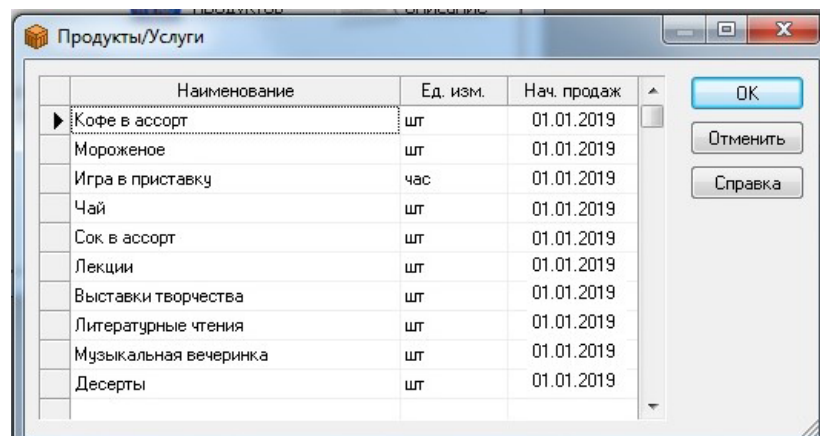 Продукты/Услуги
Наименование Ед. изм. Нач. продаж
Кофе в ассорт шт 01.01.2019
Мороженое шт 01.01.2019
Игра в приставку час 01.01.2019
Чай шт 01.01.2019
Сок в ассорт шт 01.01.2019
Лекции шт 01.01.2019
Выставки творчества шт 01.01.2019
Литературные чтения шт 01.01.2019
Музыкальная вечеринка шт 01.01.2019
Десерты шт 01.01.2019
OK
Отменить
Справка